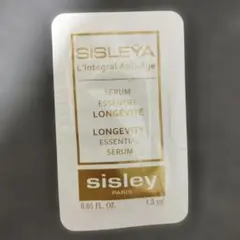 SISLEYA
L'Intégral Anti-Âge
SERUM
ESSENTIEL
LONGÉVITÉ
LONGEVITY
ESSENTIAL
SERUM
sisley
PARIS
0.05 FL. OZ. 1.5 ml